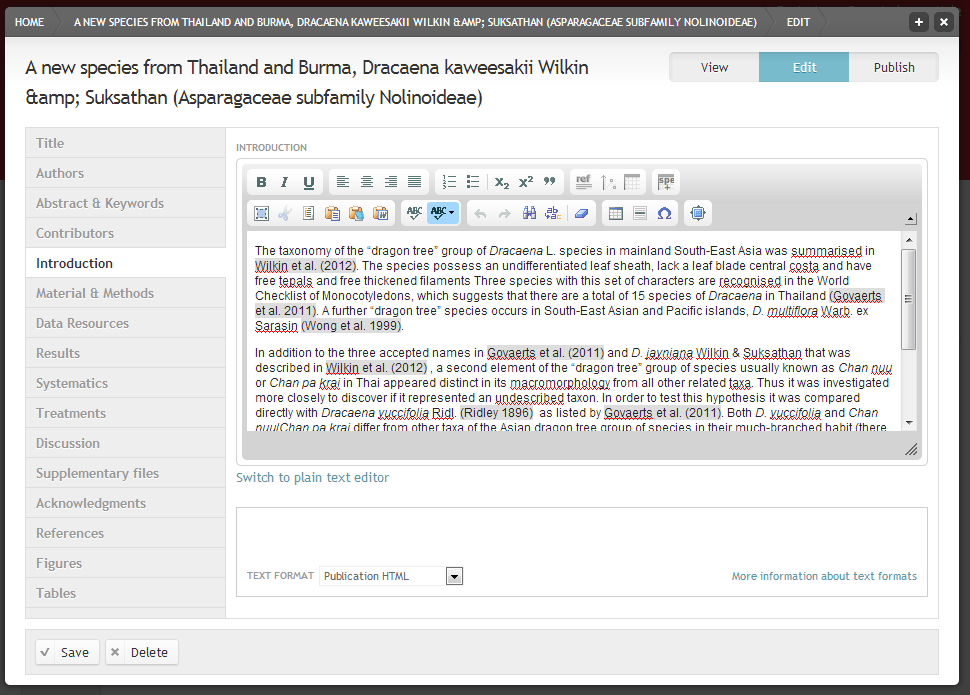 HOME A NEW SPECIES FROM THAILAND AND BURMA, DRACAENA KAWEESAKII WILKIN &AMP; SUKSATHAN (ASPARAGACEAE SUBFAMILY NOLINOIDEAE) EDIT
A new species from Thailand and Burma, Dracaena kaweesakii Wilkin
&amp; Suksathan (Asparagaceae subfamily Nolinoideae)
View Edit Publish
Title
Authors
Abstract & Keywords
Contributors
Introduction
Material & Methods
Data Resources
Results
Systematics
Treatments
Discussion
Supplementary files
Acknowledgments
References
Figures
Tables
INTRODUCTION
B I U X2 X2 ref spe
ABC ABC Ω
The taxonomy of the “dragon tree” group of Dracaena L. species in mainland South-East Asia was summarised in
Wilkin et al. (2012). The species possess an undifferentiated leaf sheath, lack a leaf blade central costa and have
free tepals and free thickened filaments Three species with this set of characters are recognised in the World
Checklist of Monocotyledons, which suggests that there are a total of 15 species of Dracaena in Thailand (Govaerts
et al. 2011). A further “dragon tree” species occurs in South-East Asian and Pacific islands, D. multiflora Warb. ex
Sarasin (Wong et al. 1999).
In addition to the three accepted names in Govaerts et al. (2011) and D. jayniana Wilkin & Suksathan that was
described in Wilkin et al. (2012) , a second element of the “dragon tree” group of species usually known as Chan nuu
or Chan pa krai in Thai appeared distinct in its macromorphology from all other related taxa. Thus it was investigated
more closely to discover if it represented an undescribed taxon. In order to test this hypothesis it was compared
directly with Dracaena yuccifolia Ridl. (Ridley 1896) as listed by Govaerts et al. (2011). Both D. yuccifolia and Chan
nuu/Chan pa krai differ from other taxa of the Asian dragon tree group of species in their much-branched habit (there
Switch to plain text editor
TEXT FORMAT Publication HTML
More information about text formats
Save Delete